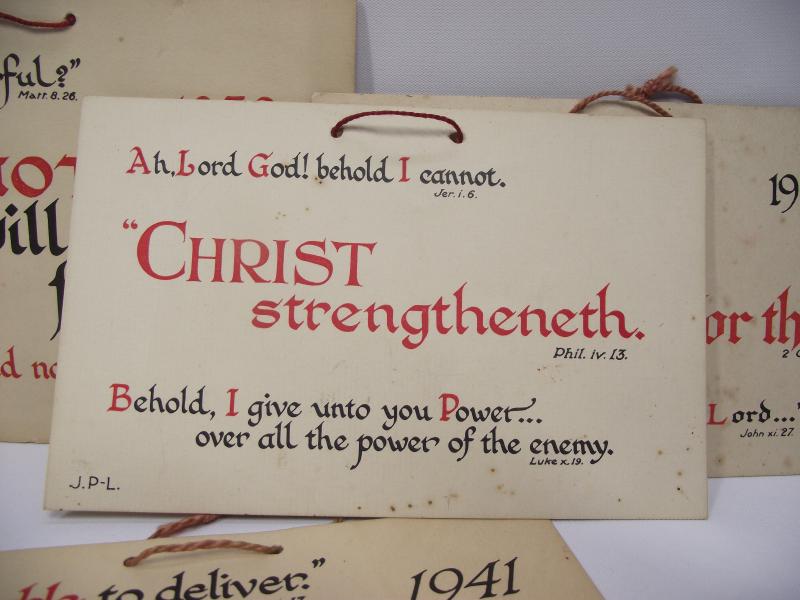 ful?"
Matt. 8.26.
Ah, Lord God! behold I cannot.
Jer. i. 6.
"CHRIST
strengtheneth.
Phil. iv. 13.
Behold, I give unto you Power...
over all the power of the enemy.
Luke x. 19.
J.P-L.
19
or th
Lord..."
John xi. 27.
to deliver."
1941